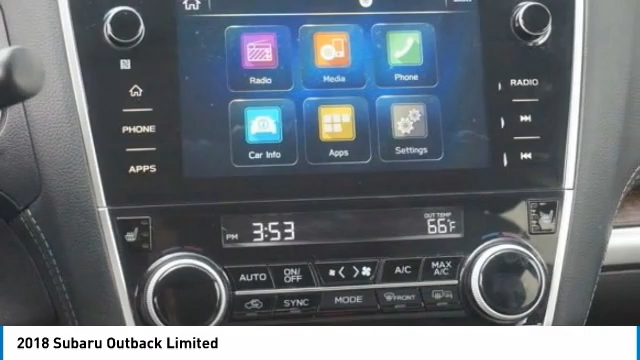 Radio
Media
Phone
Car Info
Apps
Settings
PHONE
APPS
RADIO
PM 3:53
OUT TEMP
66°F
AUTO
ON/
OFF
A/C
MAX
A/C
SYNC
MODE
FRONT
2018 Subaru Outback Limited